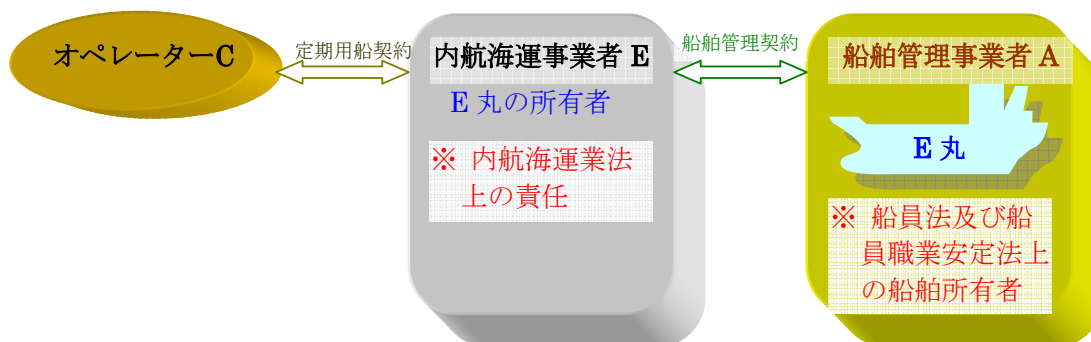 オペレーターC
定期用船契約
内航海運事業者 E
E 丸の所有者
※ 内航海運業法
上の責任
船舶管理契約
船舶管理事業者 A
E 丸
※ 船員法及び船
員職業安定法上
の船舶所有者